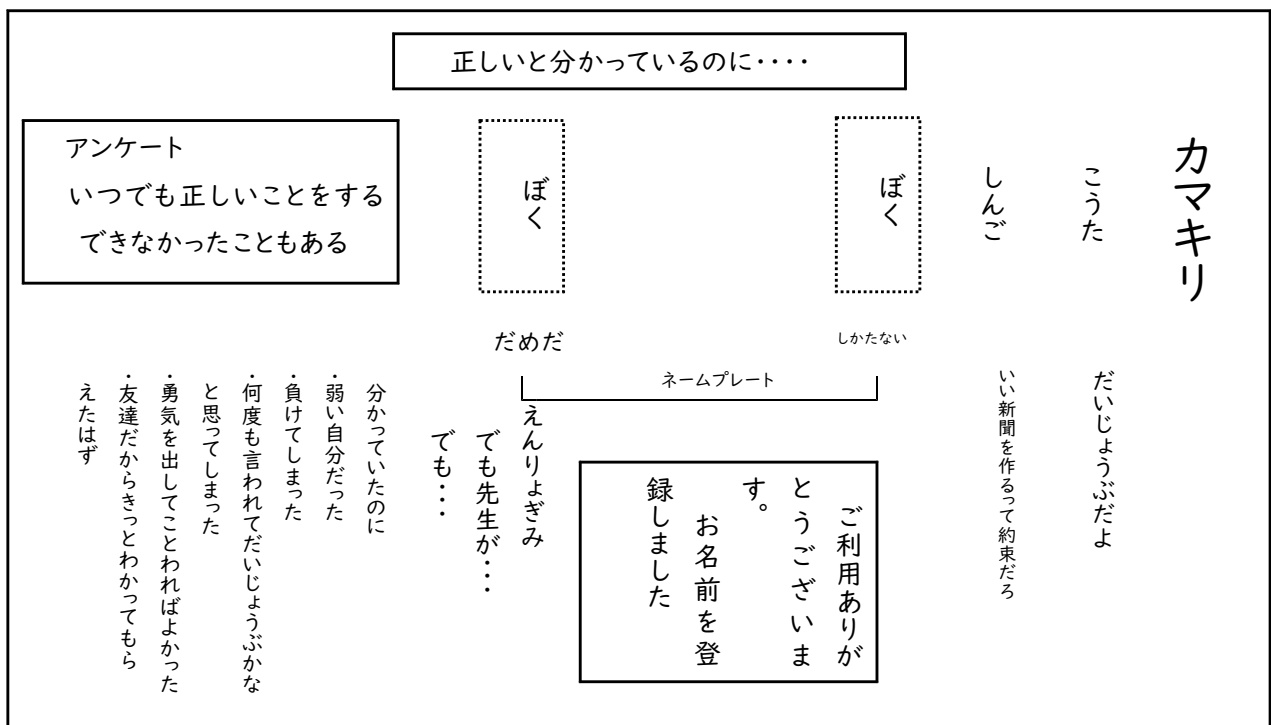 正しいと分かっているのに・・・・
カマキリ
こうた
だいじょうぶだよ
しんご
いい新聞を作るって約束だろ
ぼく
しかたない
ネームプレート
ご利用ありが
とうございま
す。
お名前を登
録しました
ぼく
だめだ
えんりょぎみ
でも先生が・・・
でも・・・
アンケート
いつでも正しいことをする
できなかったこともある
分かっていたのに
・弱い自分だった
・負けてしまった
・何度も言われてだいじょうぶかな
と思ってしまった
・勇気を出してことわればよかった
・友達だからきっとわかってもら
えたはず